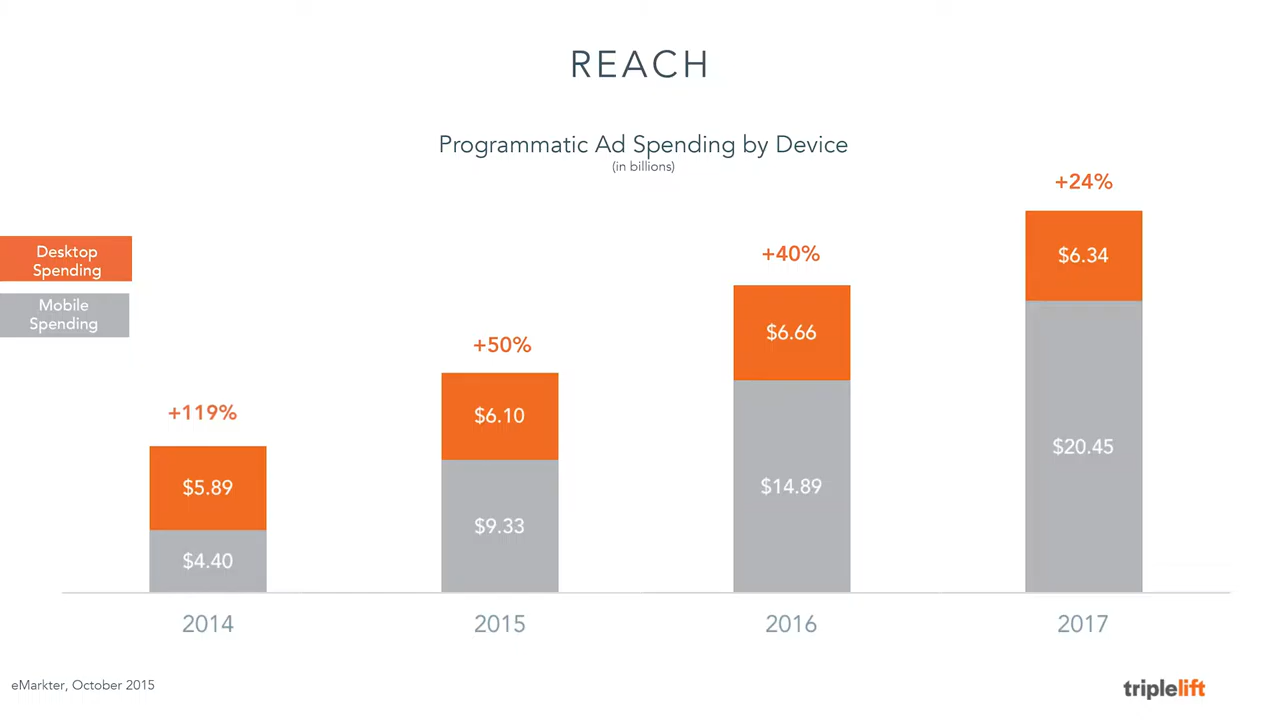 REACH
Programmatic Ad Spending by Device
(in billions)
Desktop
Spending
Mobile
Spending
+119%
+50%
+40%
+24%
$5.89
$6.10
$6.66
$6.34
$4.40
$9.33
$14.89
$20.45
2014
2015
2016
2017
eMarkter, October 2015
triplelift